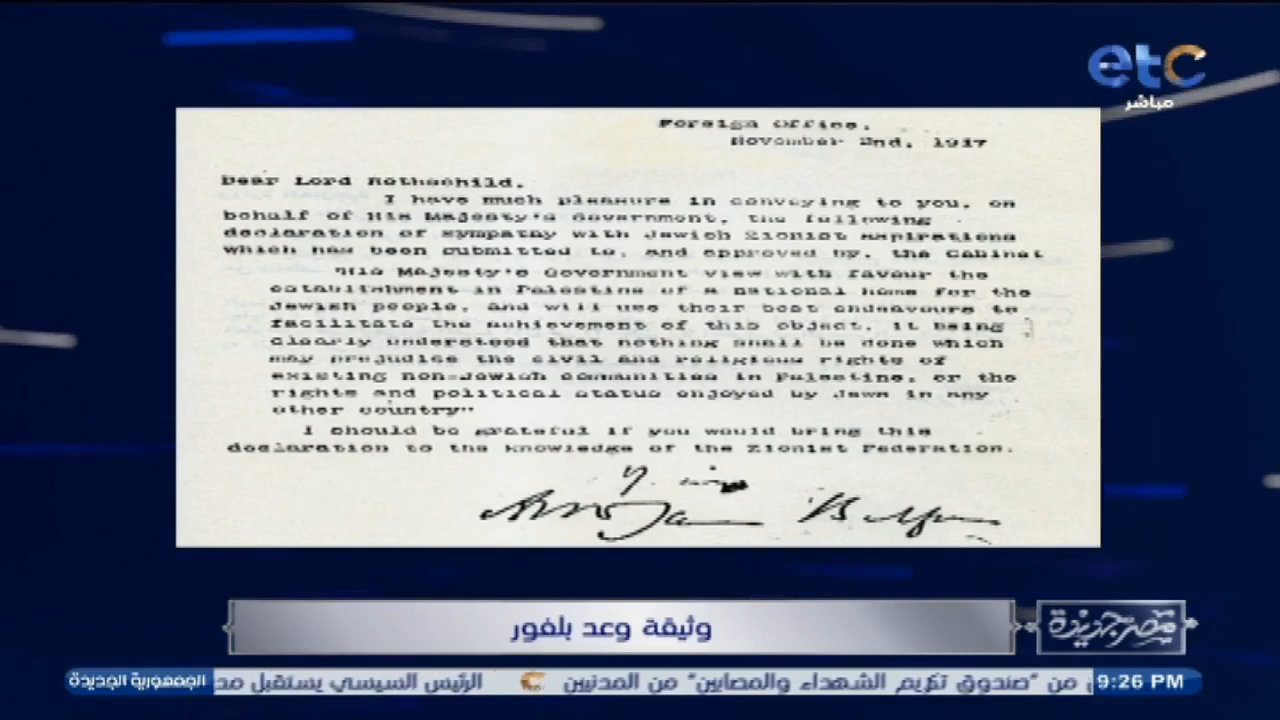 etc
مباشر
Foreign Office,
November 2nd, 1917
Dear Lord Rothschild,
I have much pleasure in conveying to you, on
behalf of His Majesty's Government, the following
declaration of sympathy with Jewish Zionist aspirations
which has been submitted to, and approved by, the Cabinet
"His Majesty's Government view with favour the
establishment in Palestine of a national home for the
Jewish people, and will use their best endeavours to
facilitate the achievement of this object, it being
clearly understood that nothing shall be done which
may prejudice the civil and religious rights of
existing non-Jewish communities in Palestine, or the
rights and political status enjoyed by Jews in any
other country"
I should be grateful if you would bring this
declaration to the knowledge of the Zionist Federation.
وثيقة وعد بلفور
مصر جديدة
9:26 PM
من "صندوق تكريم الشهداء والمصابين" من المدنيين
الرئيس السيسي يستقبل
الجمهورية الجديدة